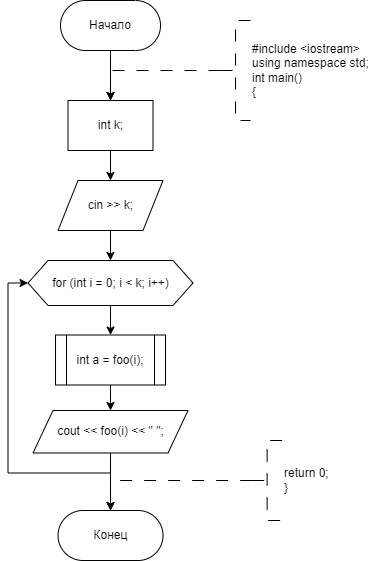 Начало
#include <iostream>
using namespace std;
int main()
{
int k;
cin >> k;
for (int i = 0; i < k; i++)
int a = foo(i);
cout << foo(i) << " ";
return 0;
}
Конец